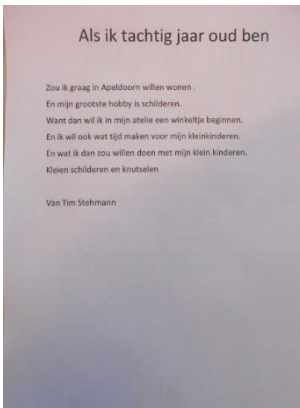 Als ik tachtig jaar oud ben
Zou ik graag in Apeldoorn willen wonen .
En mijn grootste hobby is schilderen.
Want dan wil ik in mijn atelie een winkeltje beginnen.
En ik wil ook wat tijd maken voor mijn kleinkinderen.
En wat ik dan zou willen doen met mijn klein kinderen.
Kleien schilderen en knutselen
Van Tim Stehmann